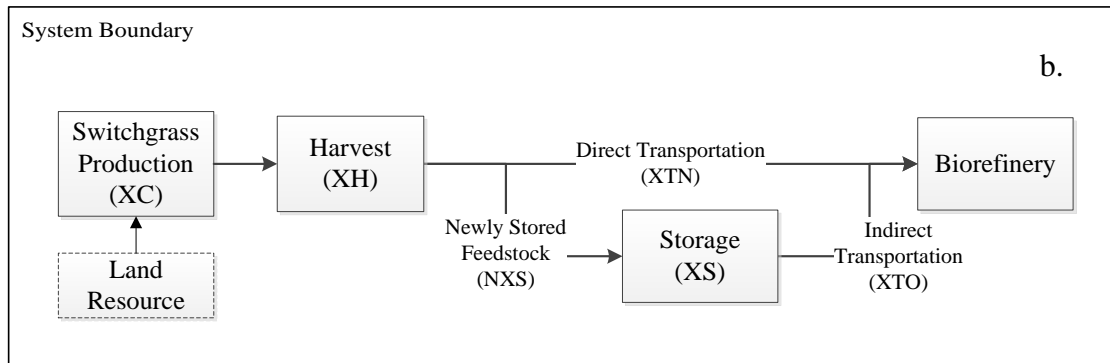 System Boundary
b.
Switchgrass
Production
(XC)
Harvest
(XH)
Direct Transportation
(XTN)
Biorefinery
Newly Stored
Feedstock
(NXS)
Storage
(XS)
Indirect
Transportation
(XTO)
Land
Resource